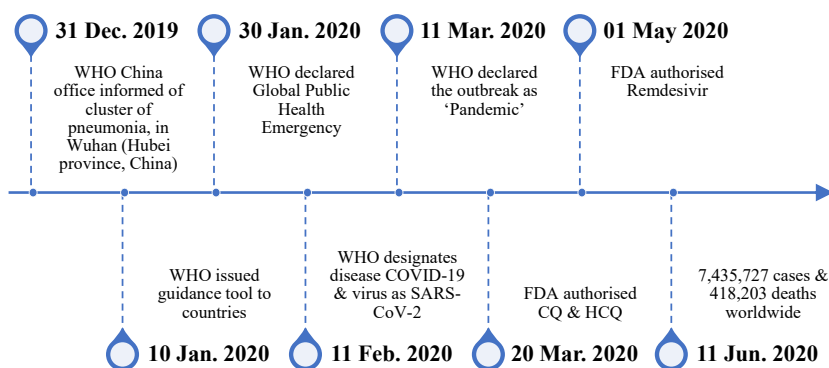 31 Dec. 2019
30 Jan. 2020
11 Mar. 2020
01 May 2020
WHO China
office informed of
cluster of
pneumonia, in
Wuhan (Hubei
province, China)
WHO declared
Global Public
Health
Emergency
WHO declared
the outbreak as
‘Pandemic’
FDA authorised
Remdesivir
WHO issued
guidance tool to
countries
WHO designates
disease COVID-19
& virus as SARS-
CoV-2
FDA authorised
CQ & HCQ
7,435,727 cases &
418,203 deaths
worldwide
10 Jan. 2020
11 Feb. 2020
20 Mar. 2020
11 Jun. 2020